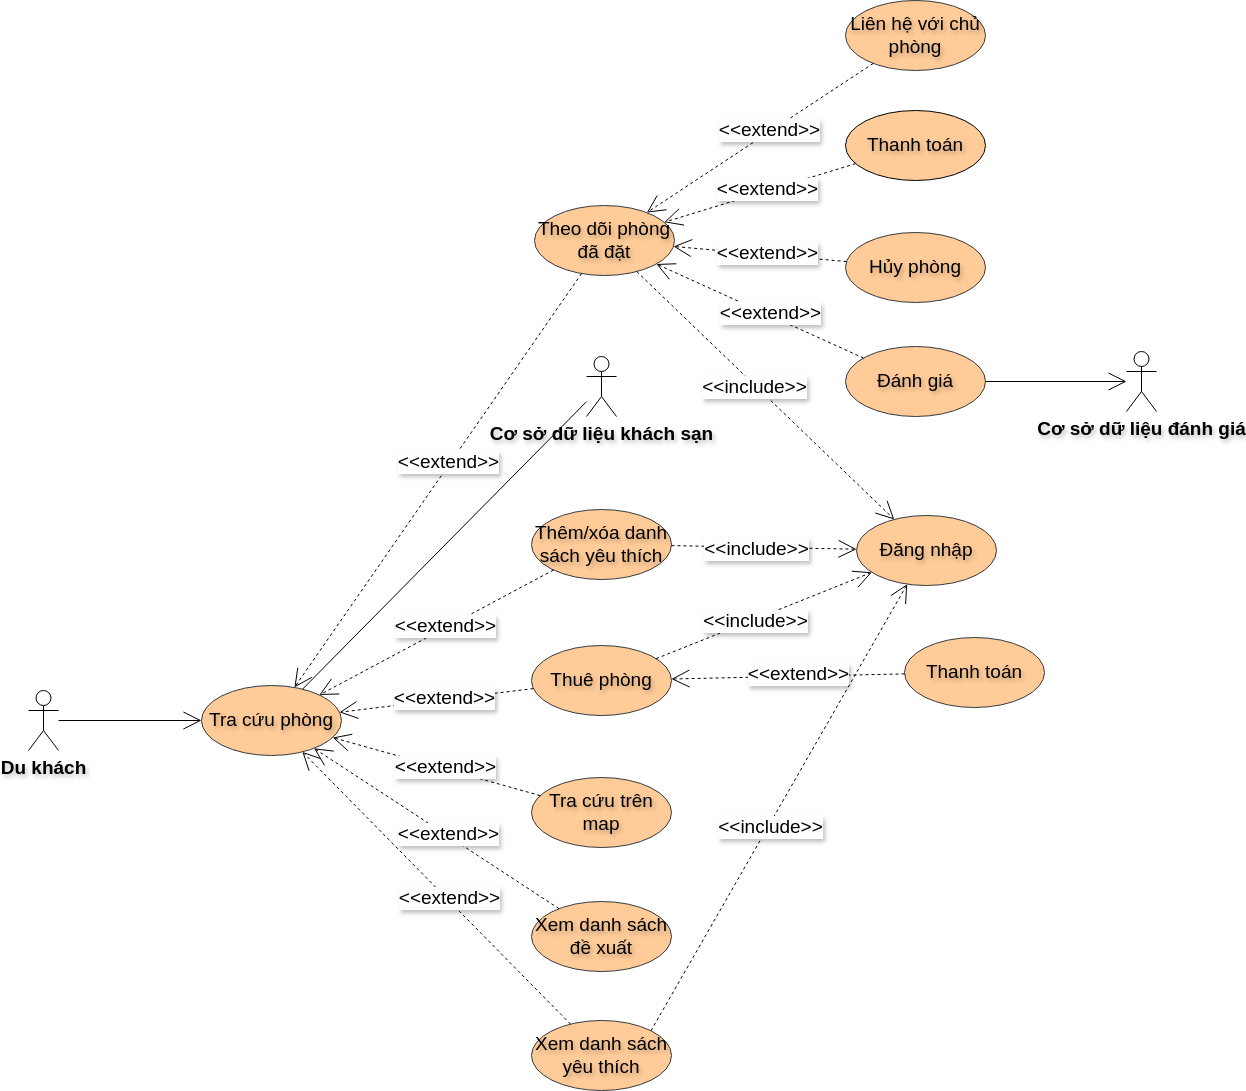 Liên hệ với chủ
phòng
<<extend>>
Thanh toán
<<extend>>
Theo dõi phòng
đã đặt
<<extend>>
Hủy phòng
<<extend>>
Đánh giá
<<include>>
Cơ sở dữ liệu đánh giá
Cơ sở dữ liệu khách sạn
<<extend>>
Thêm/xóa danh
sách yêu thích
<<include>>
Đăng nhập
<<extend>>
<<include>>
Thuê phòng
<<extend>>
Thanh toán
<<extend>>
Tra cứu phòng
Du khách
<<extend>>
Tra cứu trên
map
<<include>>
<<extend>>
<<extend>>
Xem danh sách
đề xuất
Xem danh sách
yêu thích